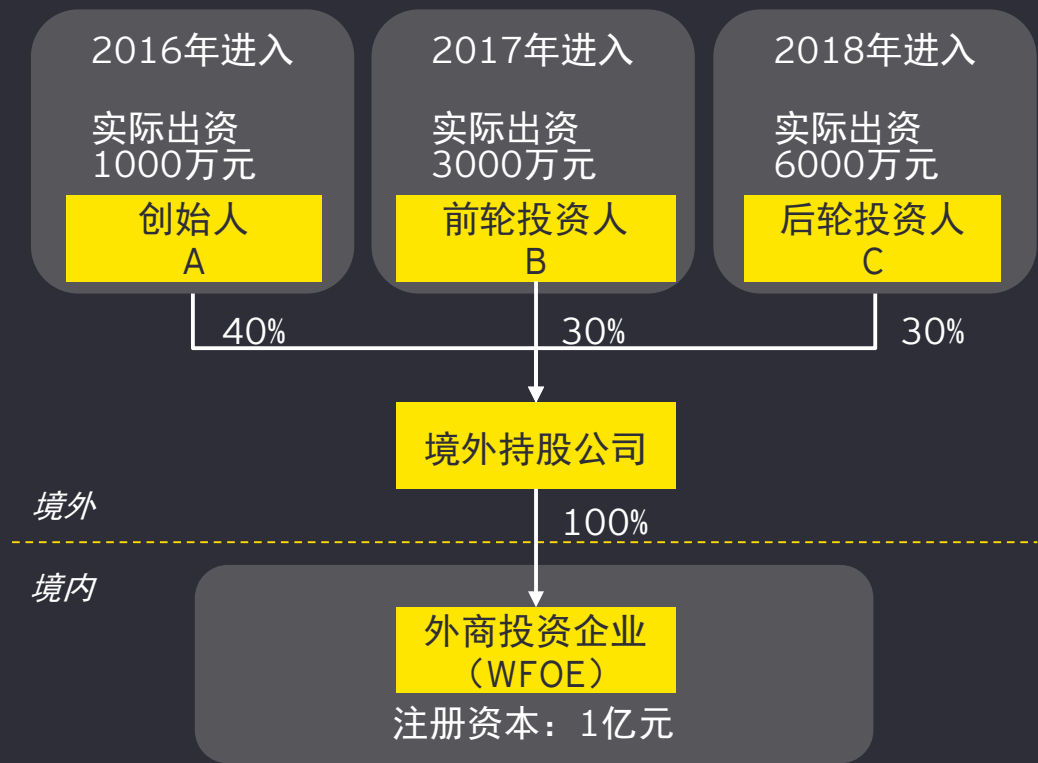 2016年进入
实际出资
1000万元
创始人
A
2017年进入
实际出资
3000万元
前轮投资人
B
2018年进入
实际出资
6000万元
后轮投资人
C
40%
30%
30%
境外持股公司
境外
100%
境内
外商投资企业
（WFOE）
注册资本：1亿元